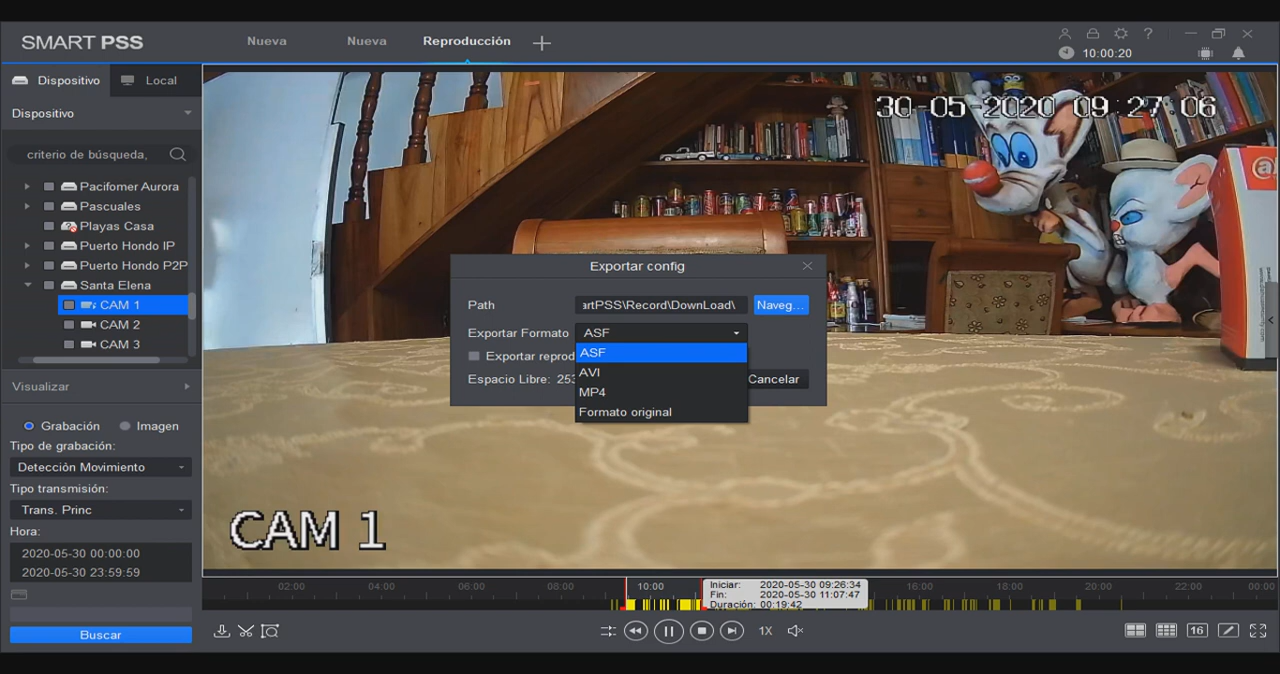 SMART PSS
Nueva
Nueva
Reproducción
10:00:20
Dispositivo
Local
Dispositivo
criterio de búsqueda,
Pacifomer Aurora
Pascuales
Playas Casa
Puerto Hondo IP
Puerto Hondo P2P
Santa Elena
CAM 1
CAM 2
CAM 3
Visualizar
Grabación
Imagen
Tipo de grabación:
Detección Movimiento
Tipo transmisión:
Trans. Princ
Hora:
2020-05-30 00:00:00
2020-05-30 23:59:59
Buscar
30-05-2020 09:27:06
Exportar config
Path
artPSS\Record\DownLoad\
Naveg...
Exportar Formato
ASF
ASF
Exportar reprod
AVI
Espacio Libre: 253
Cancelar
MP4
Formato original
CAM 1
02:00 04:00 06:00 08:00 10:00 16:00 18:00 20:00 22:00 00:00
Iniciar: 2020-05-30 09:26:34
Fin: 2020-05-30 11:07:47
Duración: 00:19:42
1X
16